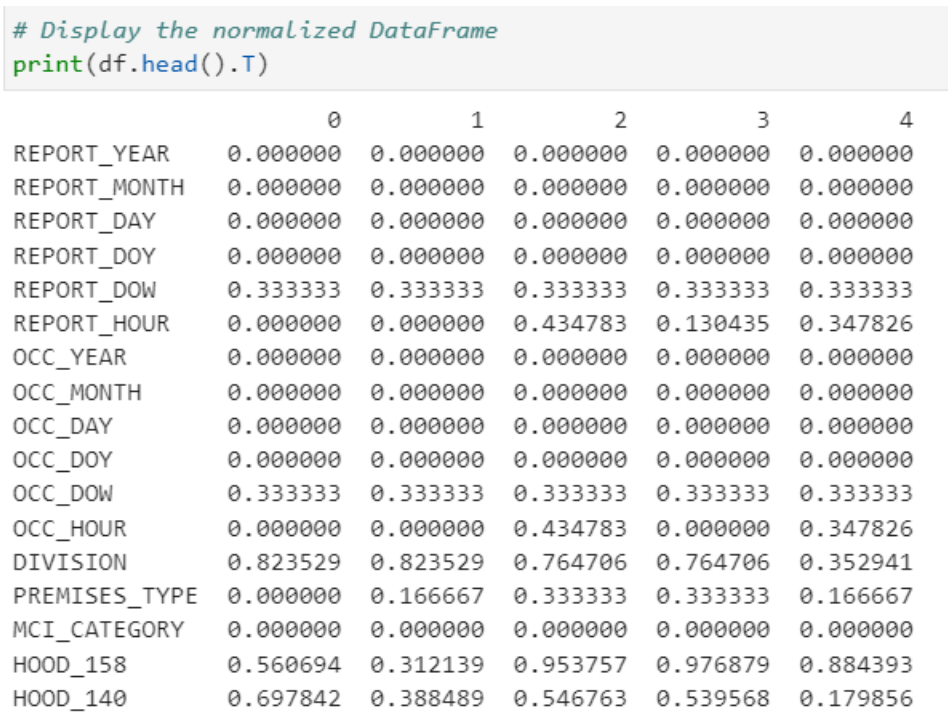 # Display the normalized DataFrame
print(df.head().T)
0 1 2 3 4
REPORT_YEAR 0.000000 0.000000 0.000000 0.000000 0.000000
REPORT_MONTH 0.000000 0.000000 0.000000 0.000000 0.000000
REPORT_DAY 0.000000 0.000000 0.000000 0.000000 0.000000
REPORT_DOY 0.000000 0.000000 0.000000 0.000000 0.000000
REPORT_DOW 0.333333 0.333333 0.333333 0.333333 0.333333
REPORT_HOUR 0.000000 0.000000 0.434783 0.130435 0.347826
OCC_YEAR 0.000000 0.000000 0.000000 0.000000 0.000000
OCC_MONTH 0.000000 0.000000 0.000000 0.000000 0.000000
OCC_DAY 0.000000 0.000000 0.000000 0.000000 0.000000
OCC_DOY 0.000000 0.000000 0.000000 0.000000 0.000000
OCC_DOW 0.333333 0.333333 0.333333 0.333333 0.333333
OCC_HOUR 0.000000 0.000000 0.434783 0.000000 0.347826
DIVISION 0.823529 0.823529 0.764706 0.764706 0.352941
PREMISES_TYPE 0.000000 0.166667 0.333333 0.333333 0.166667
MCI_CATEGORY 0.000000 0.000000 0.000000 0.000000 0.000000
HOOD_158 0.560694 0.312139 0.953757 0.976879 0.884393
HOOD_140 0.697842 0.388489 0.546763 0.539568 0.179856